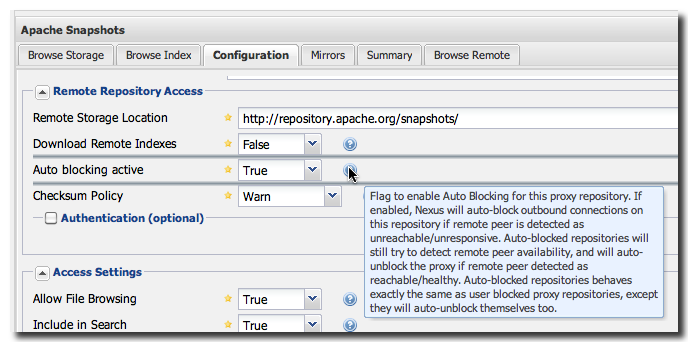 Apache Snapshots
Browse Storage Browse Index Configuration Mirrors Summary Browse Remote
Remote Repository Access
Remote Storage Location http://repository.apache.org/snapshots/
Download Remote Indexes False
Auto blocking active True
Checksum Policy Warn
Flag to enable Auto Blocking for this proxy repository. If
enabled, Nexus will auto-block outbound connections on
this repository if remote peer is detected as
unreachable/unresponsive. Auto-blocked repositories will
still try to detect remote peer availability, and will auto-
unblock the proxy if remote peer detected as
reachable/healthy. Auto-blocked repositories behaves
exactly the same as user blocked proxy repositories, except
they will auto-unblock themselves too.
Authentication (optional)
Access Settings
Allow File Browsing True
Include in Search True